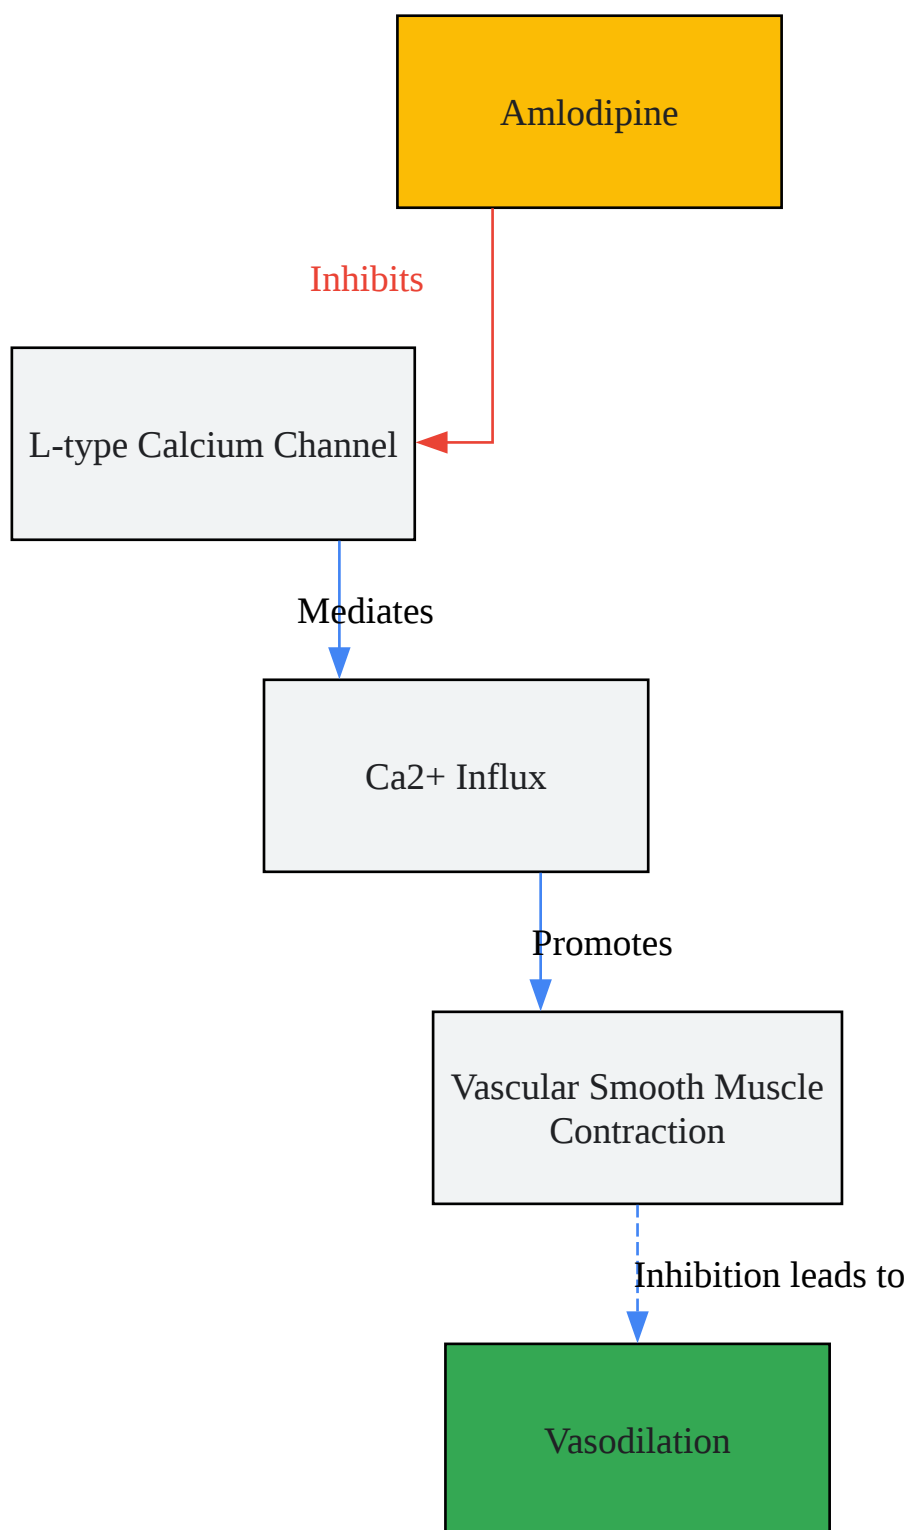 Amlodipine
Inhibits
L-type Calcium Channel
Mediates
Ca2+ Influx
Promotes
Vascular Smooth Muscle
Contraction
Inhibition leads to
Vasodilation